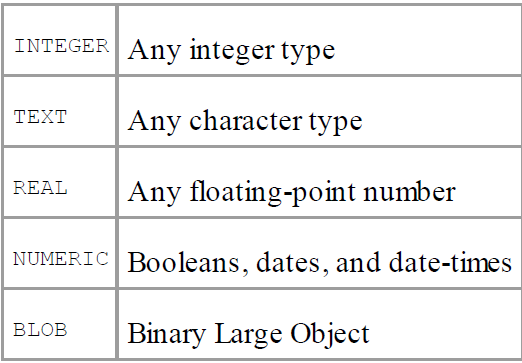 INTEGER Any integer type
TEXT Any character type
REAL Any floating-point number
NUMERIC Booleans, dates, and date-times
BLOB Binary Large Object